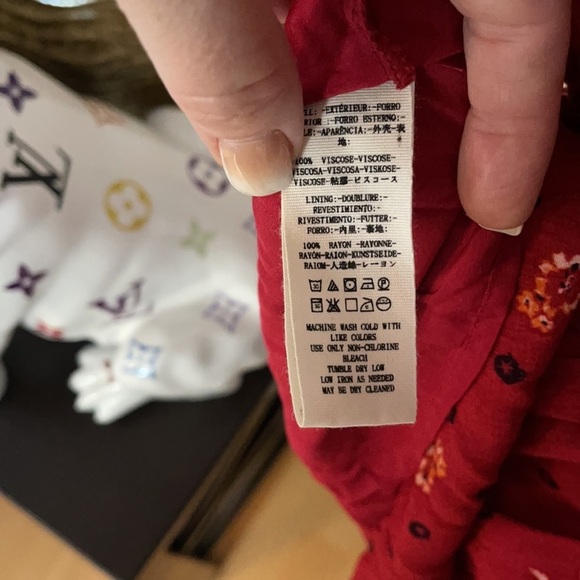 -EXTÉRIEUR:-FORRO
FORRO ESTERNO:-
-APARÊNCIA:-外壳-表
地:
100% VISCOSE-VISCOSE-
VISCOSA-VISCOSA-VISKOSE-
VISCOSE-粘膠-ビスコース
LINING:-DOUBLURE:-
REVESTIMIENTO:-
RIVESTIMENTO:-FUTTER:-
FORRO:-内里:-裏地:
100% RAYON -RAYONNE-
RAYÓN-RAION-KUNSTSEIDE-
RAIOM-人造絲-レーヨン
MACHINE WASH COLD WITH
LIKE COLORS
USE ONLY NON-CHLORINE
BLEACH
TUMBLE DRY LOW
LOW IRON AS NEEDED
MAY BE DRY CLEANED